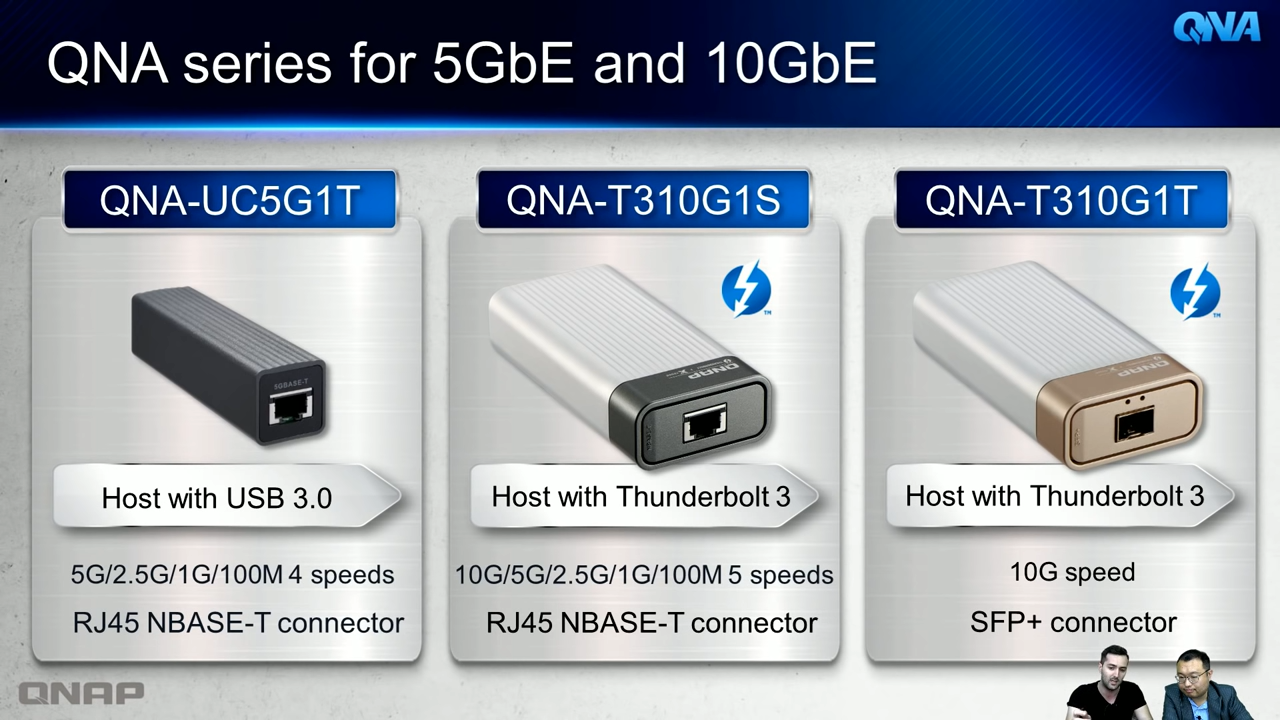 QNA series for 5GbE and 10GbE
QNA
QNA-UC5G1T
QNA-T310G1S
QNA-T310G1T
5GBASE-T
QNAP
QNAP
TM
TM
Host with USB 3.0
Host with Thunderbolt 3
Host with Thunderbolt 3
5G/2.5G/1G/100M 4 speeds
10G/5G/2.5G/1G/100M 5 speeds
10G speed
RJ45 NBASE-T connector
RJ45 NBASE-T connector
SFP+ connector
QNAP